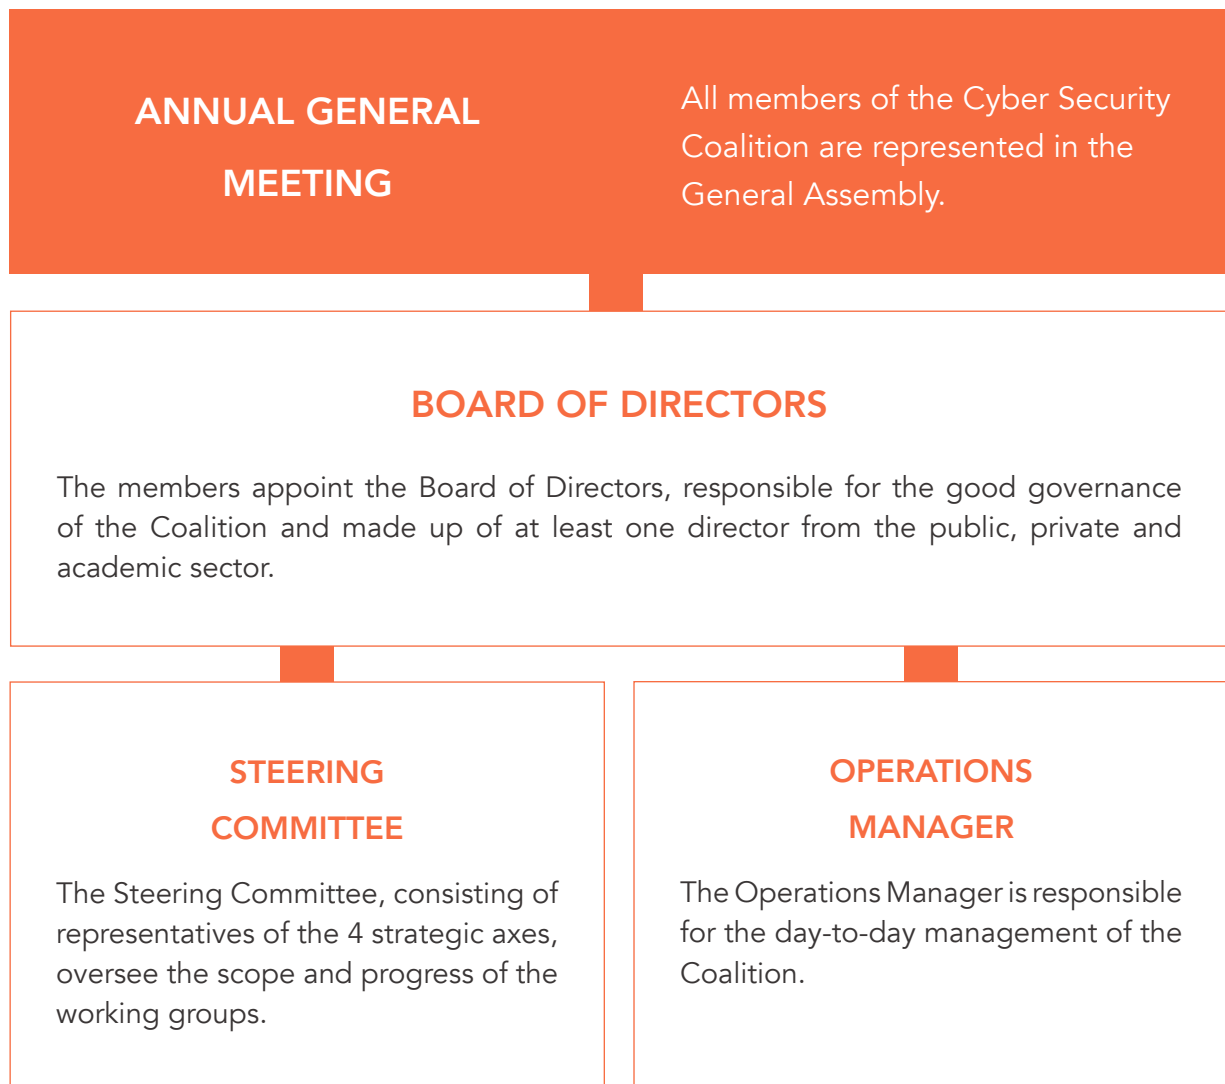 ANNUAL GENERAL
MEETING
All members of the Cyber Security
Coalition are represented in the
General Assembly.
BOARD OF DIRECTORS
The members appoint the Board of Directors, responsible for the good governance
of the Coalition and made up of at least one director from the public, private and
academic sector.
STEERING
COMMITTEE
The Steering Committee, consisting of
representatives of the 4 strategic axes,
oversee the scope and progress of the
working groups.
OPERATIONS
MANAGER
The Operations Manager is responsible
for the day-to-day management of the
Coalition.